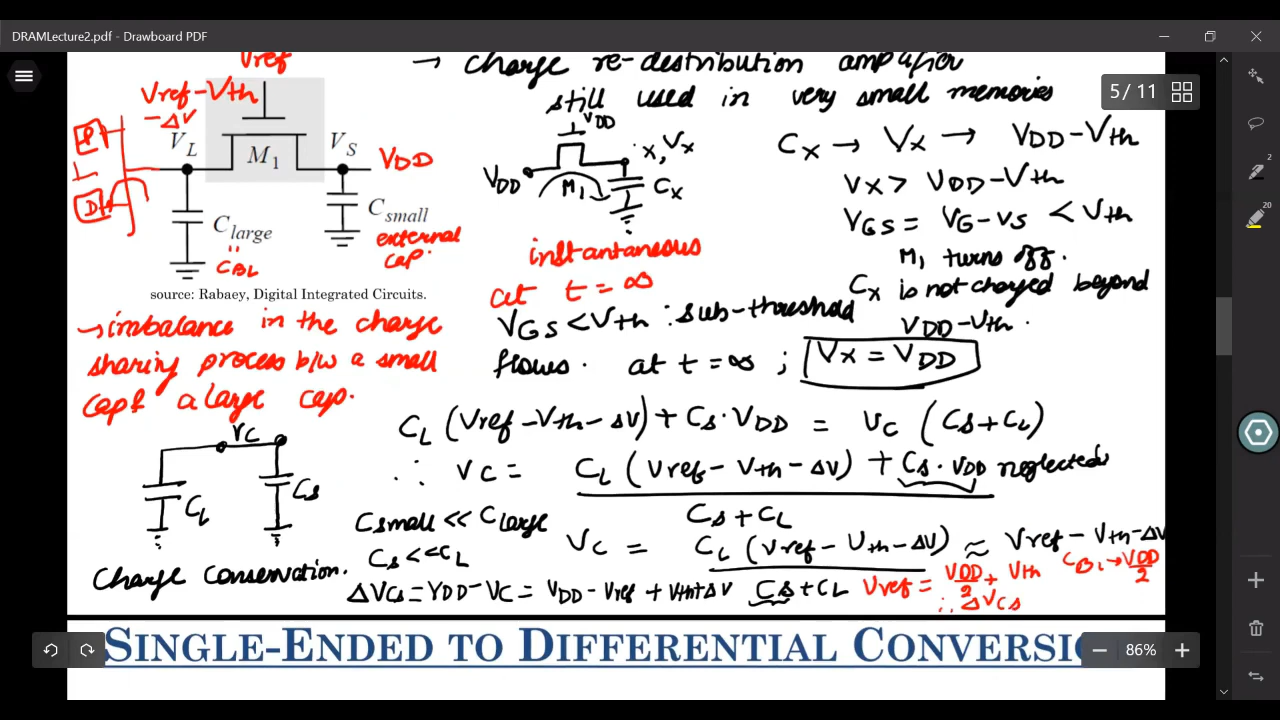 DRAMLecture2.pdf - Drawboard PDF
5 / 11
Vref
Vref - Vth
- ΔV
VL
M1
VS
VDD
P
L
D
Clarge
"
CBL
Csmall
external
cap.
source: Rabaey, Digital Integrated Circuits.
→ imbalance in the charge
sharing process b/w a small
cap & a large cap.
→ charge re-distribution amplifier
still used in very small memories
VDD
VDD
M1
x, Vx
Cx
Cx → Vx → VDD - Vth
Vx > VDD - Vth
VGS = VG - VS < Vth
M1 turns off.
Cx is not charged beyond
VDD - Vth .
instantaneous
at t = ∞
VGS < Vth : sub-threshold
flows. at t = ∞ ; Vx = VDD
CL (Vref - Vth - ΔV) + Cs . VDD = VC (Cs + CL)
∴ VC = CL (Vref - Vth - ΔV) + Cs . VDD neglected
Cs + CL
VC
CL
Cs
Charge Conservation.
Csmall << Clarge
Cs << CL
VC = CL (Vref - Vth - ΔV) ≈ Vref - Vth - ΔV
Cs + CL
ΔVCs = VDD - VC = VDD - Vref + Vth + ΔV
Vref = VDD/2 + Vth
CBL → VDD/2
∴ ΔVCs
SINGLE-ENDED TO DIFFERENTIAL CONVERSI
86%
2
20